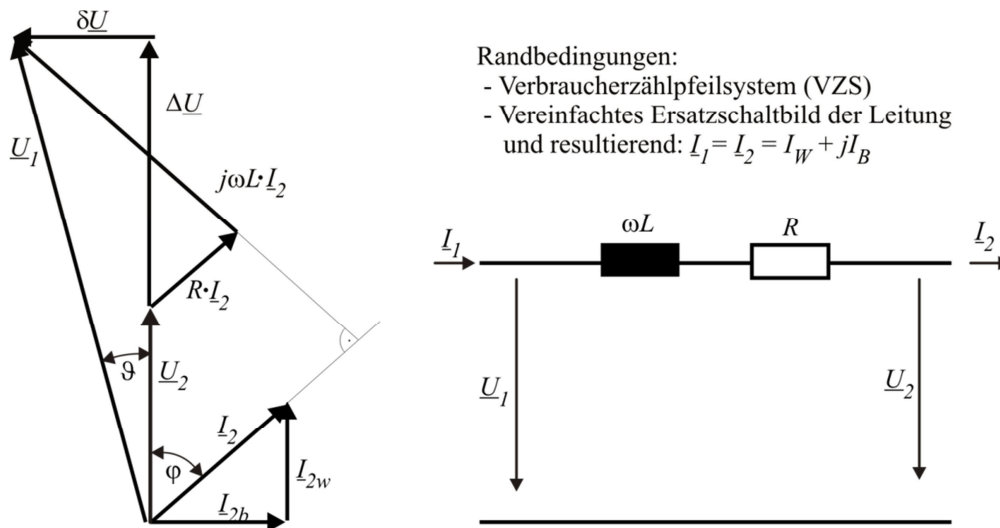 δU
ΔU
U1
jωL·I2
R·I2
ϑ
U2
I2
φ
I2w
I2b
Randbedingungen:
- Verbraucherzählpfeilsystem (VZS)
- Vereinfachtes Ersatzschaltbild der Leitung
und resultierend: I1 = I2 = IW + jIB
I1
ωL
R
I2
U1
U2